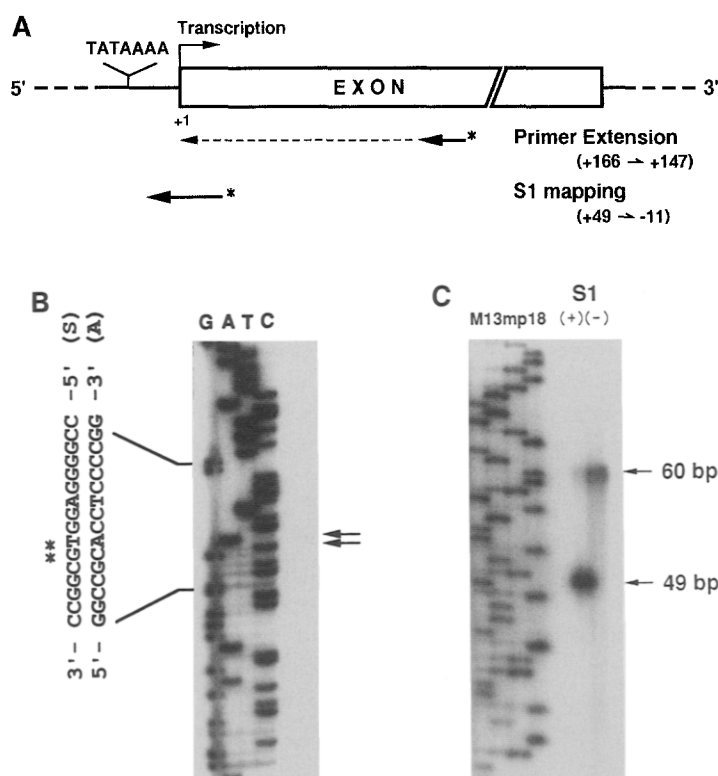 A
TATAAAA
Transcription
5'
EXON
3'
+1
*
Primer Extension
(+166 → +147)
*
S1 mapping
(+49 → -11)
B
**
3'- CCGGCGTGGAGGGGCC -5' (S)
5'- GGCCGCACCTCCCCGG -3' (A)
G A T C
C
S1
M13mp18 (+)(-)
60 bp
49 bp